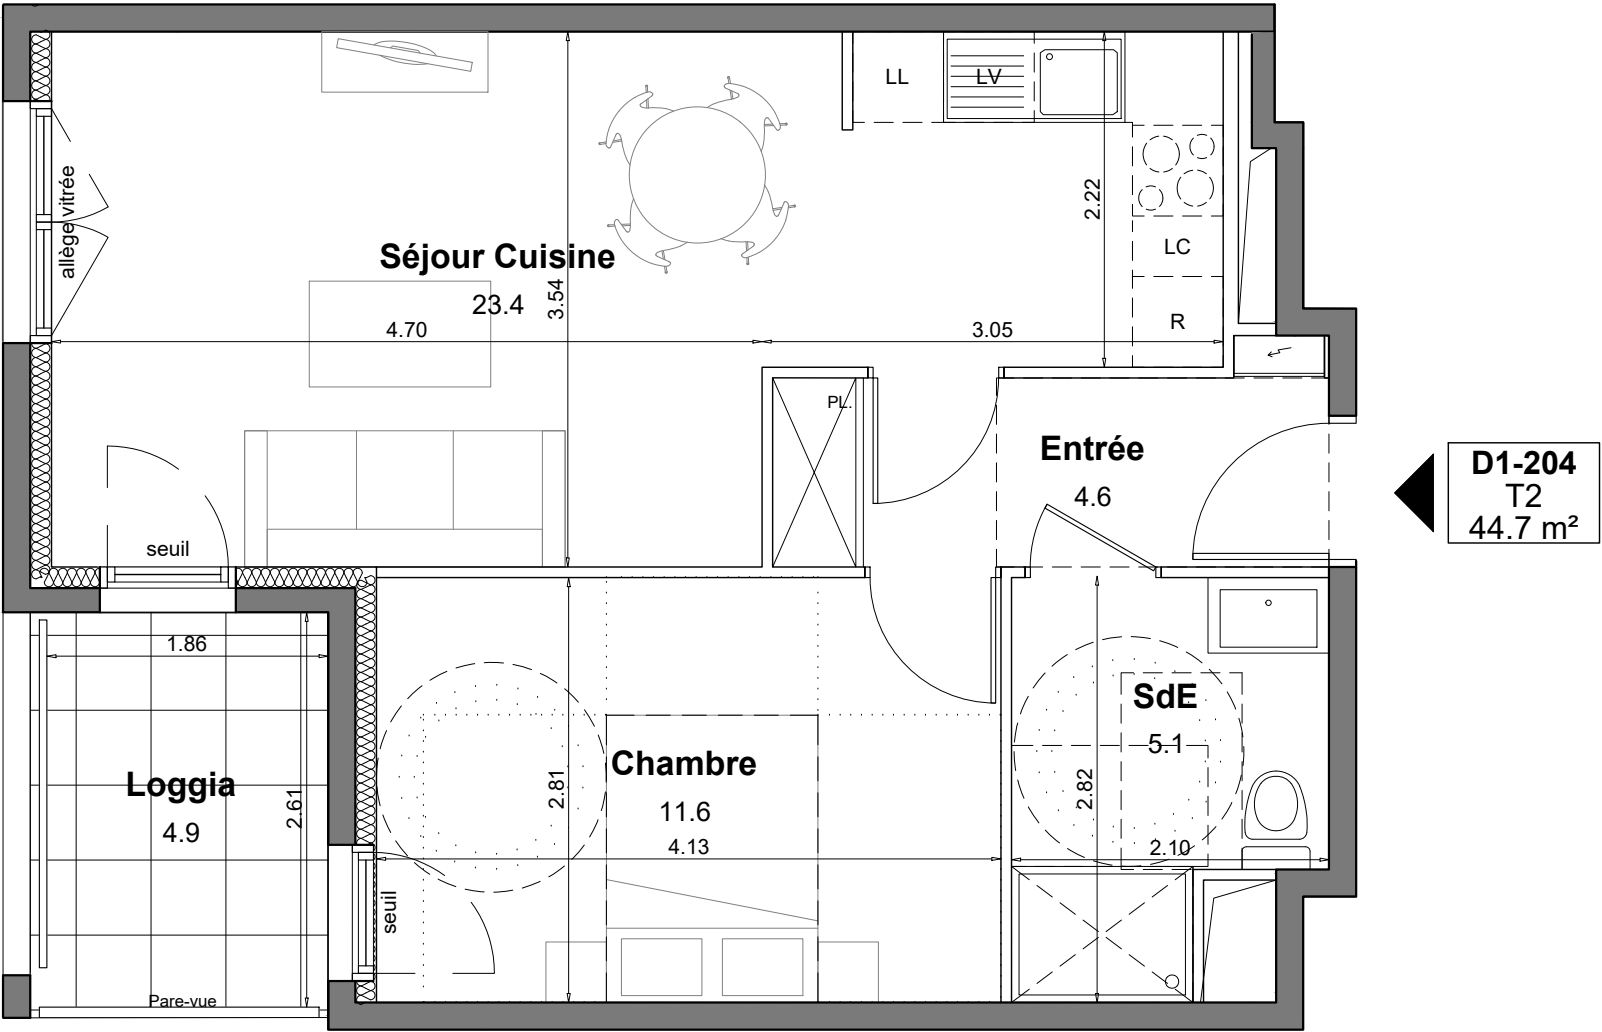 LL
LV
allège vitrée
2.22
Séjour Cuisine
23.4
3.54
LC
4.70
3.05
R
PL.
Entrée
4.6
D1-204
T2
44.7 m²
seuil
1.86
SdE
5.1
Chambre
11.6
Loggia
4.9
2.61
2.81
2.82
4.13
2.10
seuil
Pare-vue